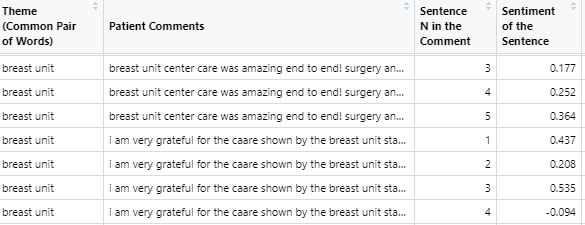 Theme (Common Pair of Words) Patient Comments Sentence N in the Comment Sentiment of the Sentence
breast unit breast unit center care was amazing end to end! surgery an... 3 0.177
breast unit breast unit center care was amazing end to end! surgery an... 4 0.252
breast unit breast unit center care was amazing end to end! surgery an... 5 0.364
breast unit i am very grateful for the caare shown by the breast unit sta... 1 0.437
breast unit i am very grateful for the caare shown by the breast unit sta... 2 0.208
breast unit i am very grateful for the caare shown by the breast unit sta... 3 0.535
breast unit i am very grateful for the caare shown by the breast unit sta... 4 -0.094